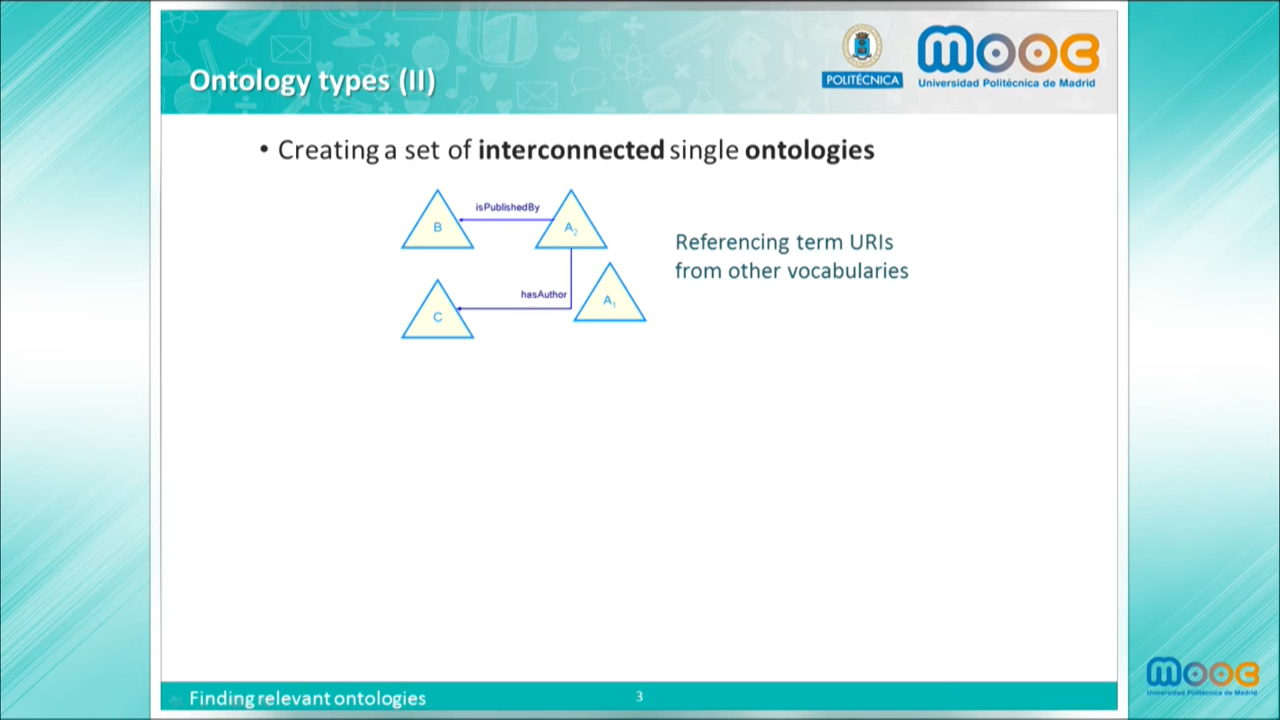 Ontology types (II)
POLITÉCNICA
mooc
Universidad Politécnica de Madrid
• Creating a set of interconnected single ontologies
isPublishedBy
B
A2
Referencing term URIs
from other vocabularies
hasAuthor
A1
C
Finding relevant ontologies
3
mooc
Universidad Politécnica de Madrid